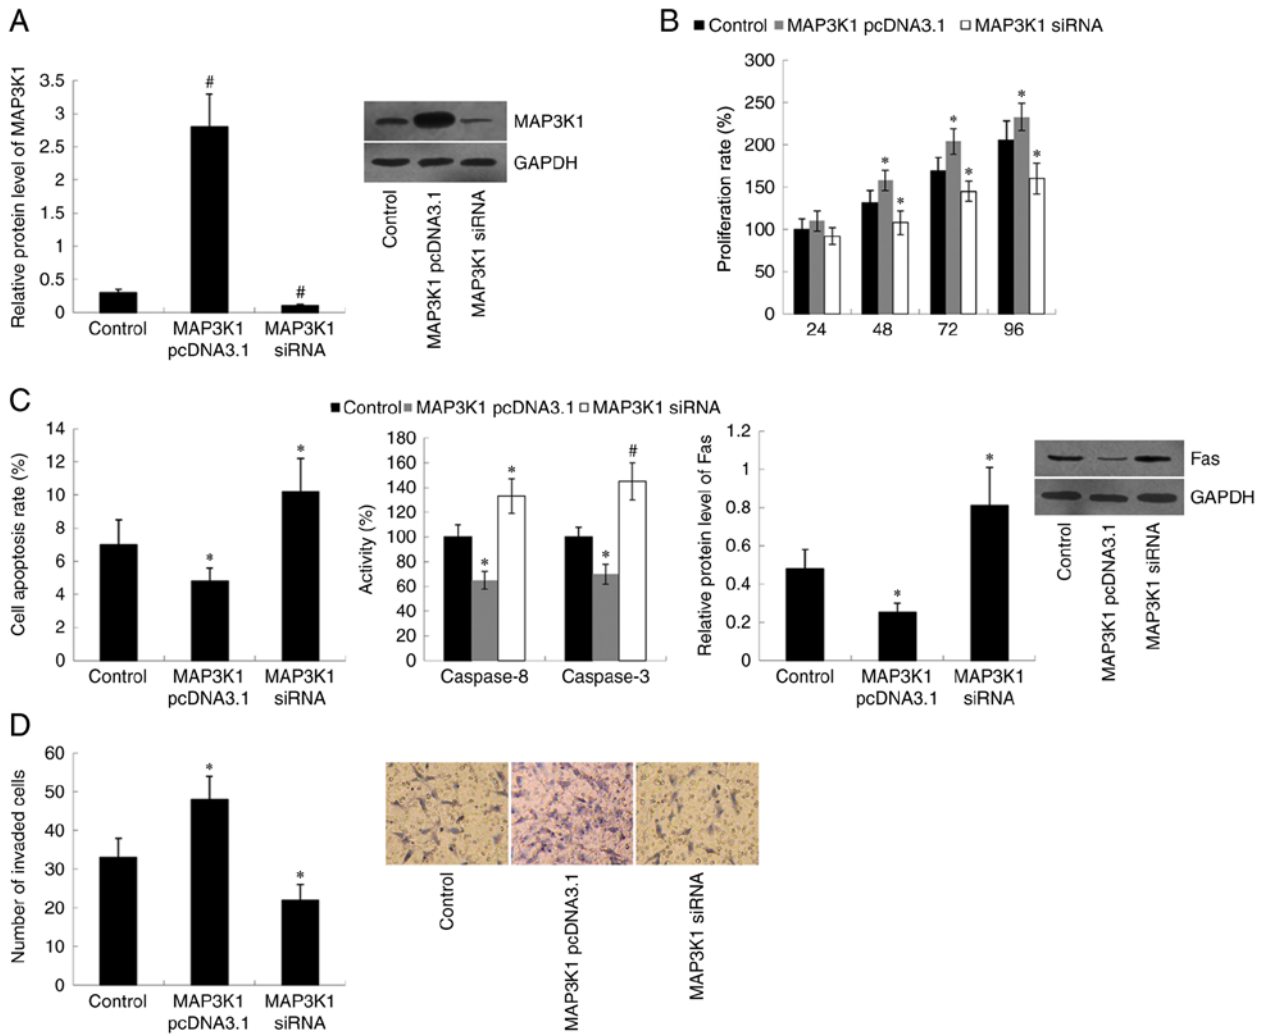 A
Relative protein level of MAP3K1
3.5
3
2.5
2
1.5
1
0.5
0
#
#
Control
MAP3K1
pcDNA3.1
MAP3K1
siRNA
MAP3K1
GAPDH
Control
MAP3K1 pcDNA3.1
MAP3K1 siRNA
B
Control MAP3K1 pcDNA3.1 MAP3K1 siRNA
Proliferation rate (%)
300
250
200
150
100
50
0
* * * * * *
24 48 72 96
C
Control MAP3K1 pcDNA3.1 MAP3K1 siRNA
Cell apoptosis rate (%)
14
12
10
8
6
4
2
0
*
*
Control
MAP3K1
pcDNA3.1
MAP3K1
siRNA
Activity (%)
180
160
140
120
100
80
60
40
20
0
* * * #
Caspase-8 Caspase-3
Relative protein level of Fas
1.2
1
0.8
0.6
0.4
0.2
0
*
*
Control
MAP3K1
pcDNA3.1
MAP3K1
siRNA
Fas
GAPDH
Control
MAP3K1 pcDNA3.1
MAP3K1 siRNA
D
Number of invaded cells
60
50
40
30
20
10
0
*
*
Control
MAP3K1
pcDNA3.1
MAP3K1
siRNA
Control
MAP3K1 pcDNA3.1
MAP3K1 siRNA